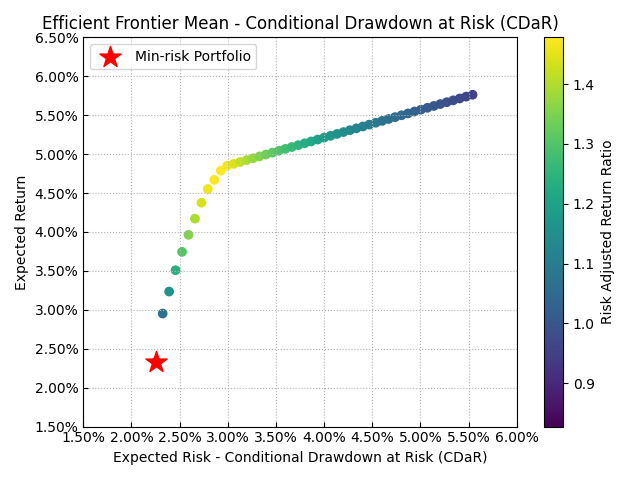 Efficient Frontier Mean - Conditional Drawdown at Risk (CDaR)
Min-risk Portfolio
6.50%
6.00%
5.50%
5.00%
4.50%
4.00%
3.50%
3.00%
2.50%
2.00%
1.50%
Expected Return
1.50% 2.00% 2.50% 3.00% 3.50% 4.00% 4.50% 5.00% 5.50% 6.00%
Expected Risk - Conditional Drawdown at Risk (CDaR)
1.4
1.3
1.2
1.1
1.0
0.9
Risk Adjusted Return Ratio